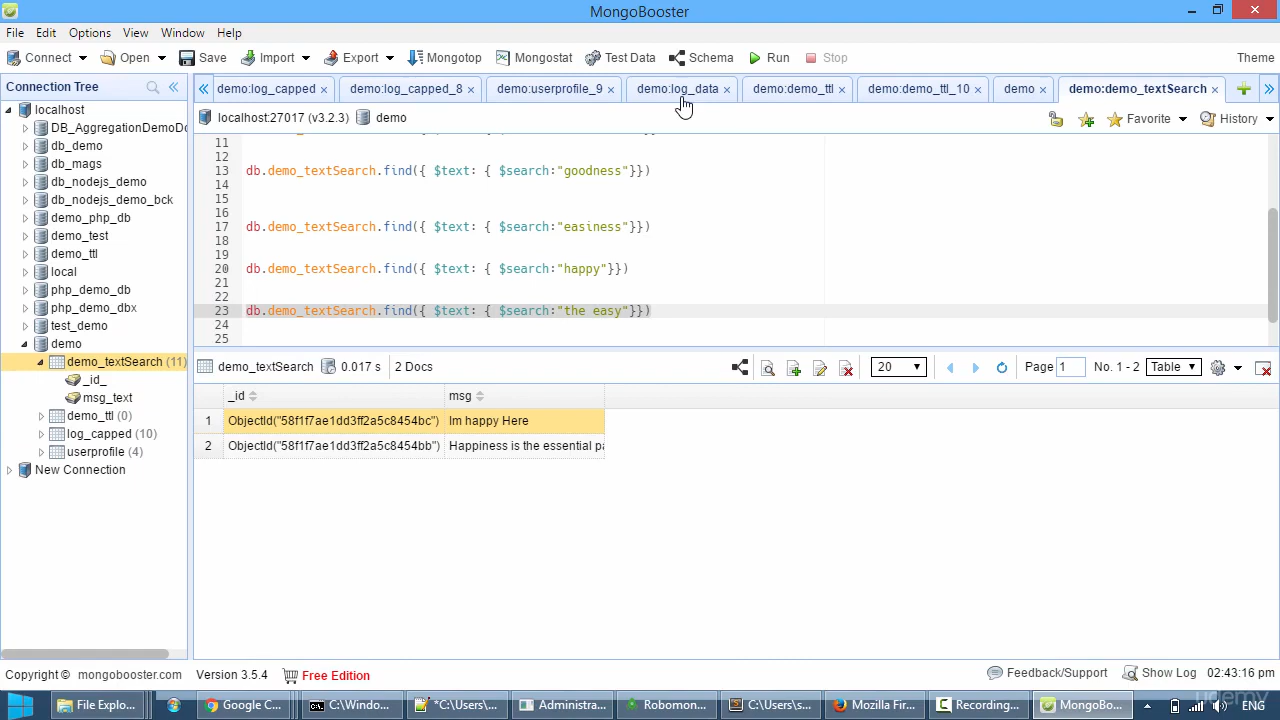 MongoBooster
File Edit Options View Window Help
Connect Open Save Import Export Mongotop Mongostat Test Data Schema Run Stop Theme
Connection Tree
demo:log_capped × demo:log_capped_8 × demo:userprofile_9 × demo:log_data × demo:demo_ttl × demo:demo_ttl_10 × demo × demo:demo_textSearch ×
localhost:27017 (v3.2.3) demo Favorite History
localhost
DB_AggregationDemoDo
db_demo
db_mags
db_nodejs_demo
db_nodejs_demo_bck
demo_php_db
demo_test
demo_ttl
local
php_demo_db
php_demo_dbx
test_demo
demo
demo_textSearch (11)
_id_
msg_text
demo_ttl (0)
log_capped (10)
userprofile (4)
New Connection
11
12
13 db.demo_textSearch.find({ $text: { $search:"goodness"}})
14
15
16
17 db.demo_textSearch.find({ $text: { $search:"easiness"}})
18
19
20 db.demo_textSearch.find({ $text: { $search:"happy"}})
21
22
23 db.demo_textSearch.find({ $text: { $search:"the easy"}})
24
25
demo_textSearch 0.017 s 2 Docs 20 Page 1 No. 1 - 2 Table
_id msg
1 ObjectId("58f1f7ae1dd3ff2a5c8454bc") Im happy Here
2 ObjectId("58f1f7ae1dd3ff2a5c8454bb") Happiness is the essential pa
Copyright © mongobooster.com Version 3.5.4 Free Edition Feedback/Support Show Log 02:43:16 pm
File Explo... Google C... C:\Windo... *C:\Users\... Administra... Robomon... C:\Users\s... Mozilla Fir... Recording... MongoBo... ENG
udemy